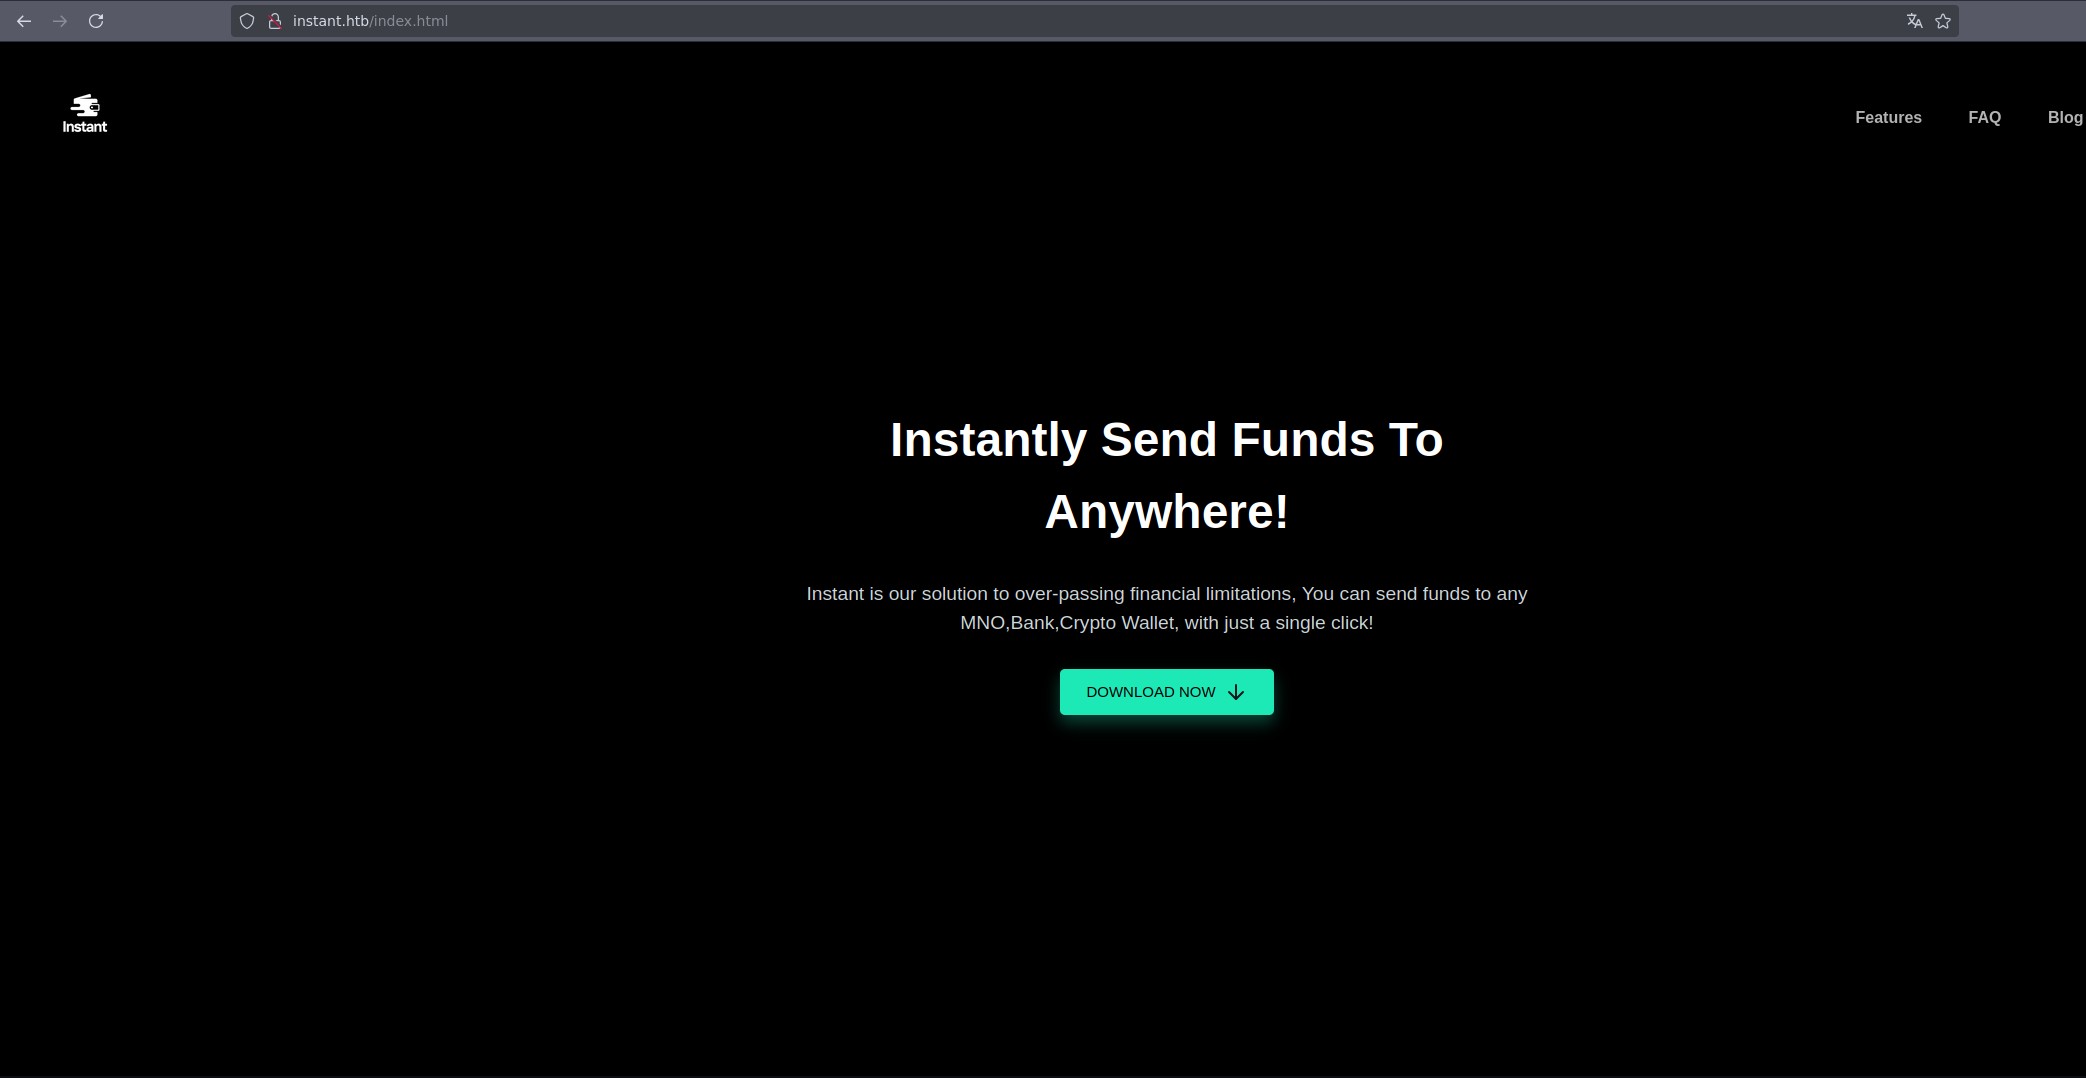 instant.htb/index.html
Instant
Features FAQ Blog
Instantly Send Funds To
Anywhere!
Instant is our solution to over-passing financial limitations, You can send funds to any
MNO,Bank,Crypto Wallet, with just a single click!
DOWNLOAD NOW